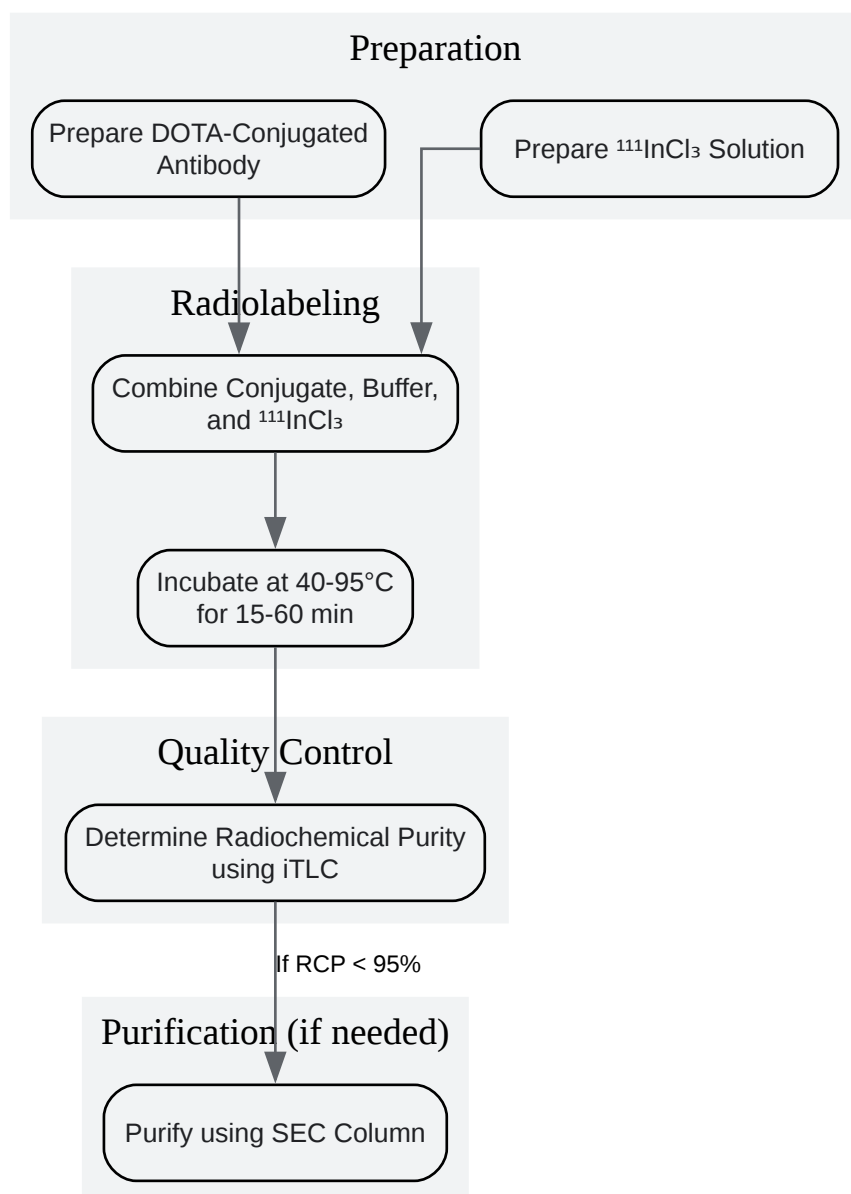 Preparation
Prepare DOTA-Conjugated
Antibody
Prepare ¹¹¹InCl₃ Solution
Radiolabeling
Combine Conjugate, Buffer,
and ¹¹¹InCl₃
Incubate at 40-95°C
for 15-60 min
Quality Control
Determine Radiochemical Purity
using iTLC
If RCP < 95%
Purification (if needed)
Purify using SEC Column